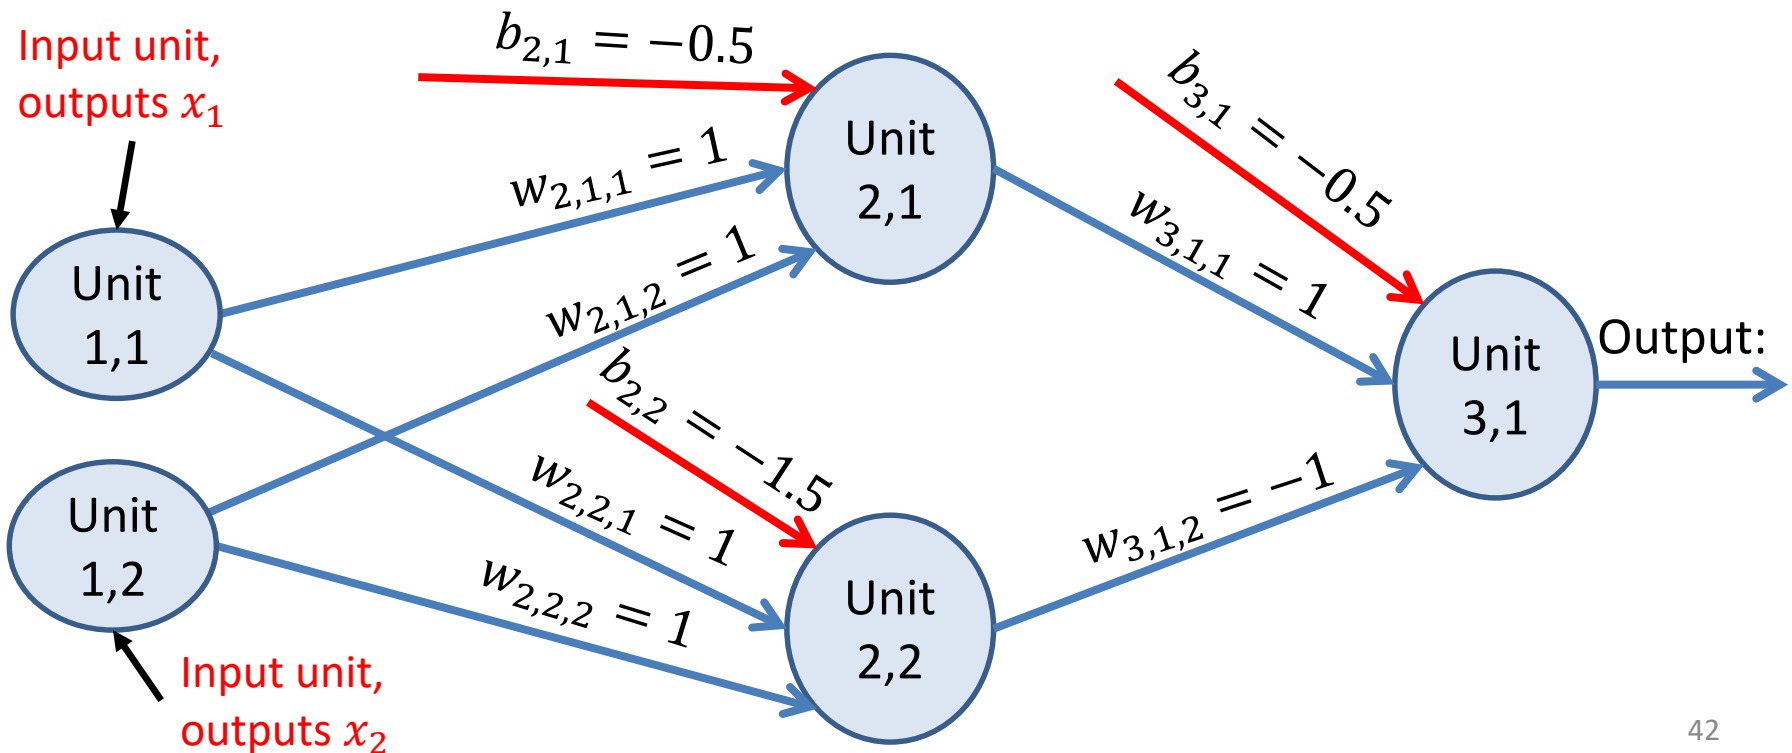 Input unit,
outputs x₁
b₂,₁ = −0.5
b₃,₁ = −0.5
Unit
2,1
w₂,₁,₁ = 1
w₃,₁,₁ = 1
Unit
1,1
w₂,₁,₂ = 1
Output:
Unit
3,1
b₂,₂ = −1.5
w₂,₂,₁ = 1
w₃,₁,₂ = −1
Unit
1,2
w₂,₂,₂ = 1
Unit
2,2
Input unit,
outputs x₂
42